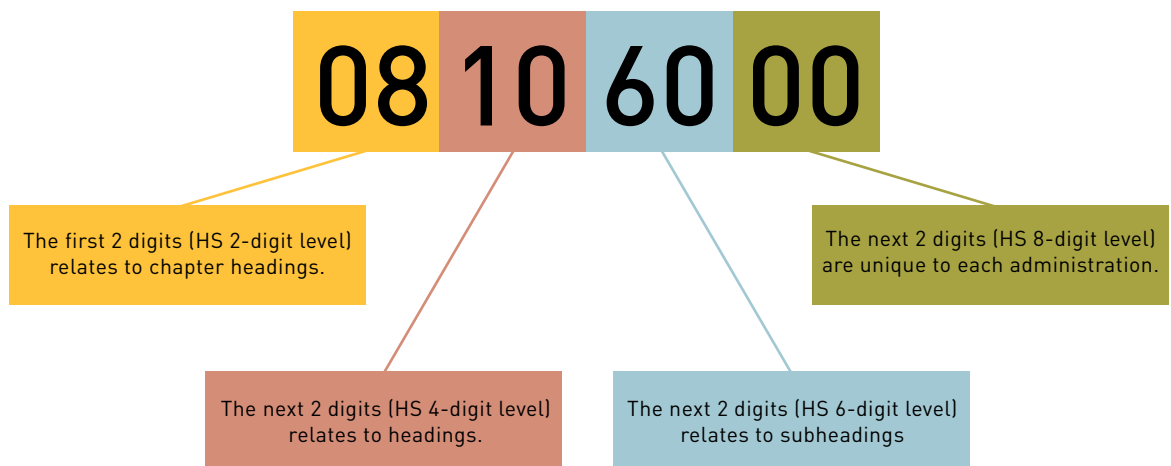 08 10 60 00
The first 2 digits (HS 2-digit level)
relates to chapter headings.
The next 2 digits (HS 8-digit level)
are unique to each administration.
The next 2 digits (HS 4-digit level)
relates to headings.
The next 2 digits (HS 6-digit level)
relates to subheadings